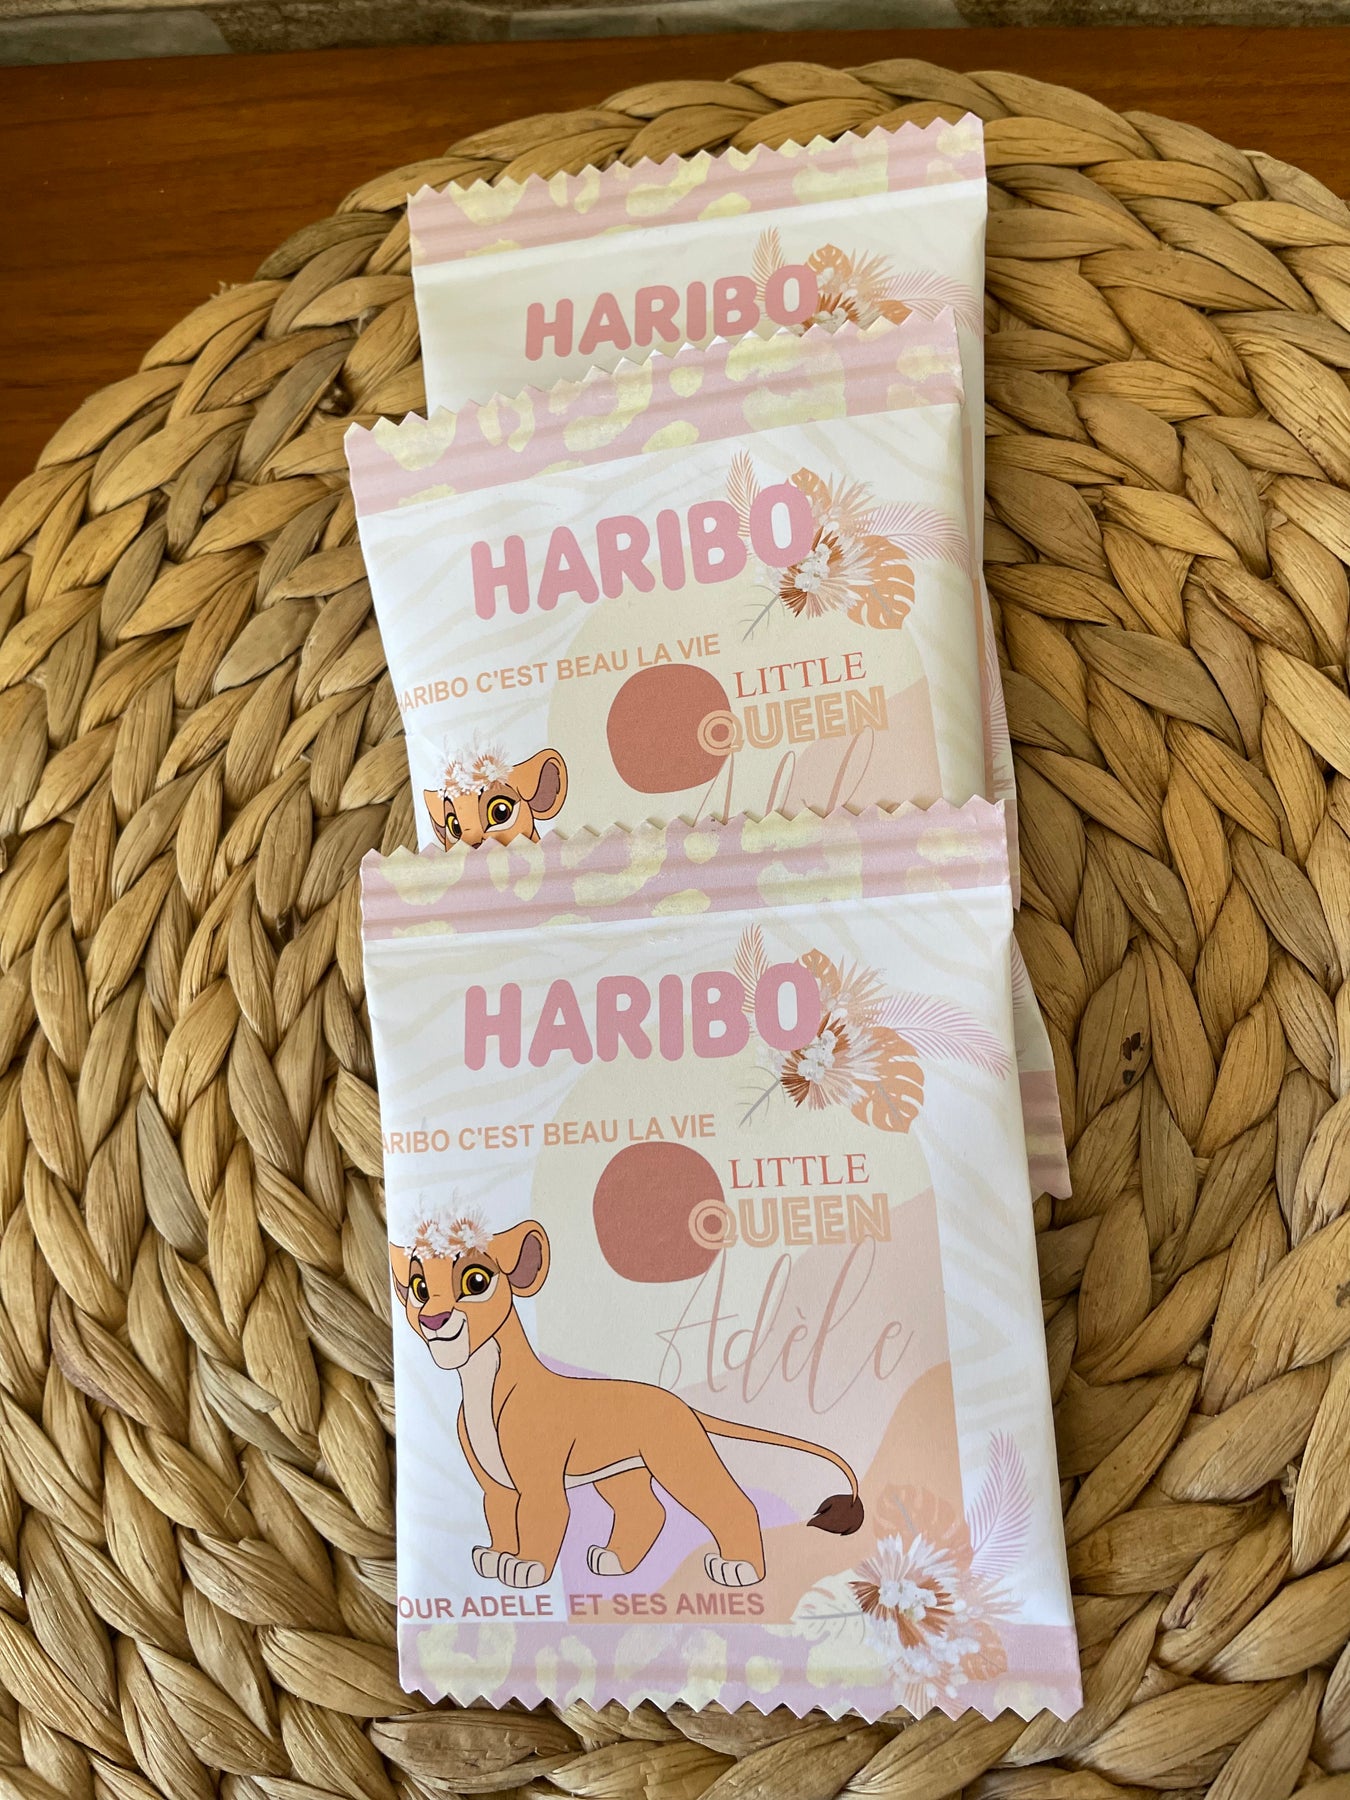 HARIBO
HARIBO
HARIBO C'EST BEAU LA VIE
LITTLE
QUEEN
HARIBO
ARIBO C'EST BEAU LA VIE
LITTLE
QUEEN
Adèle
OUR ADELE ET SES AMIES